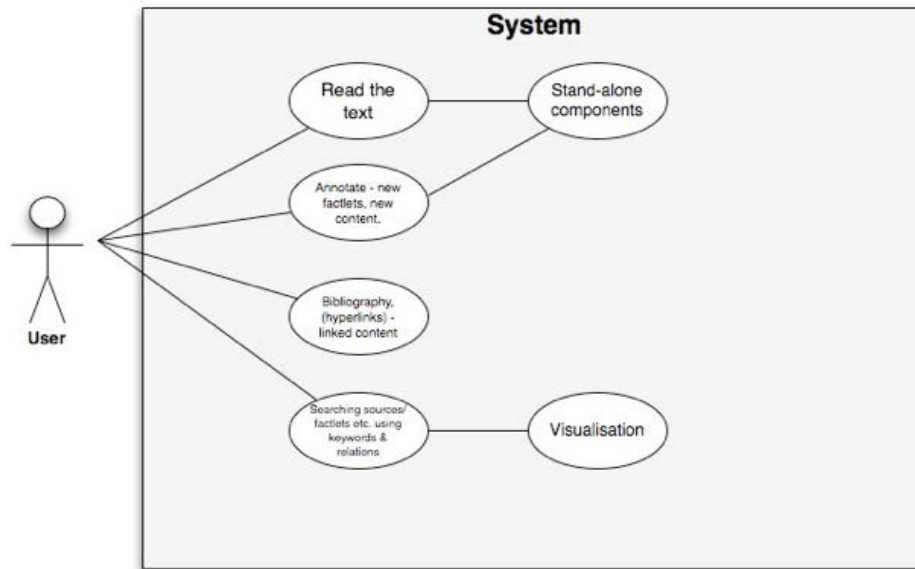 System
Read the
text
Stand-alone
components
Annotate - new
factlets, new
content.
Bibliography,
(hyperlinks) -
linked content
User
Searching sources/
factlets etc. using
keywords &
relations
Visualisation